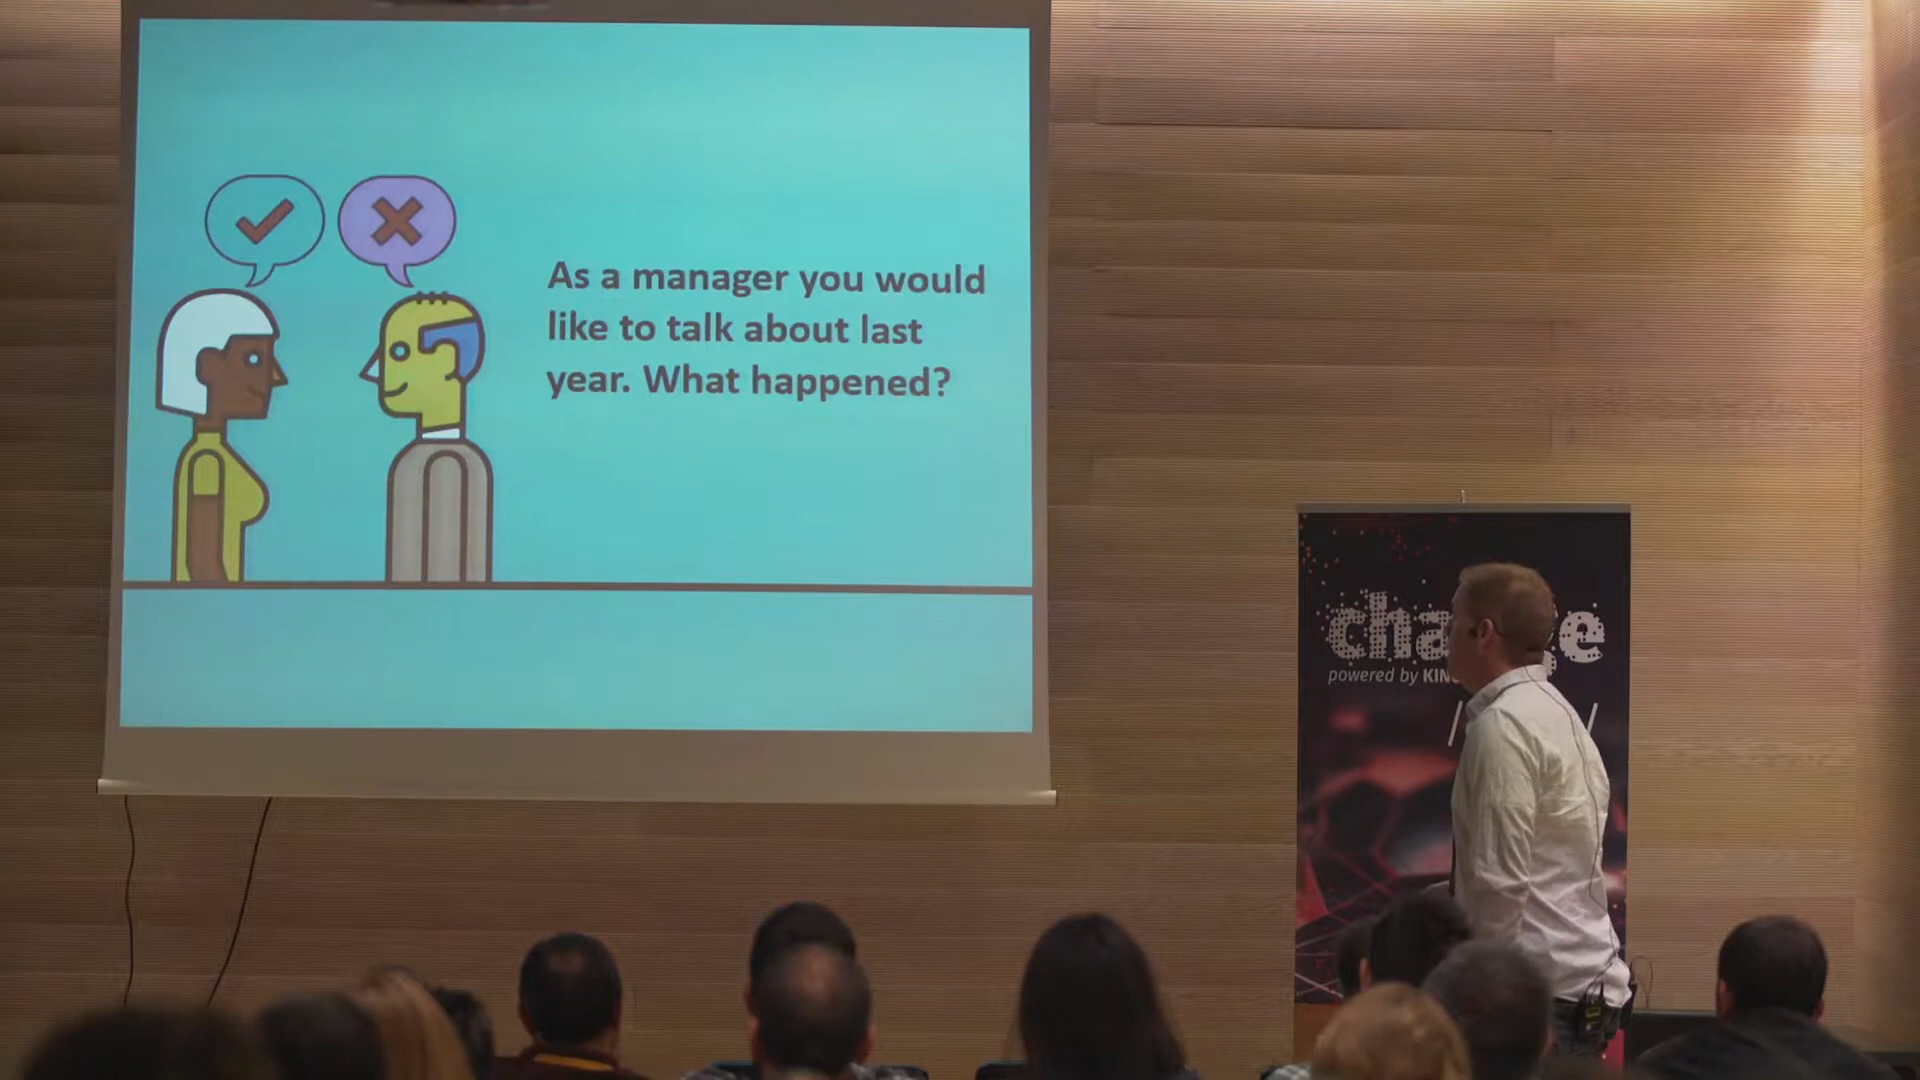 As a manager you would
like to talk about last
year. What happened?
powered by